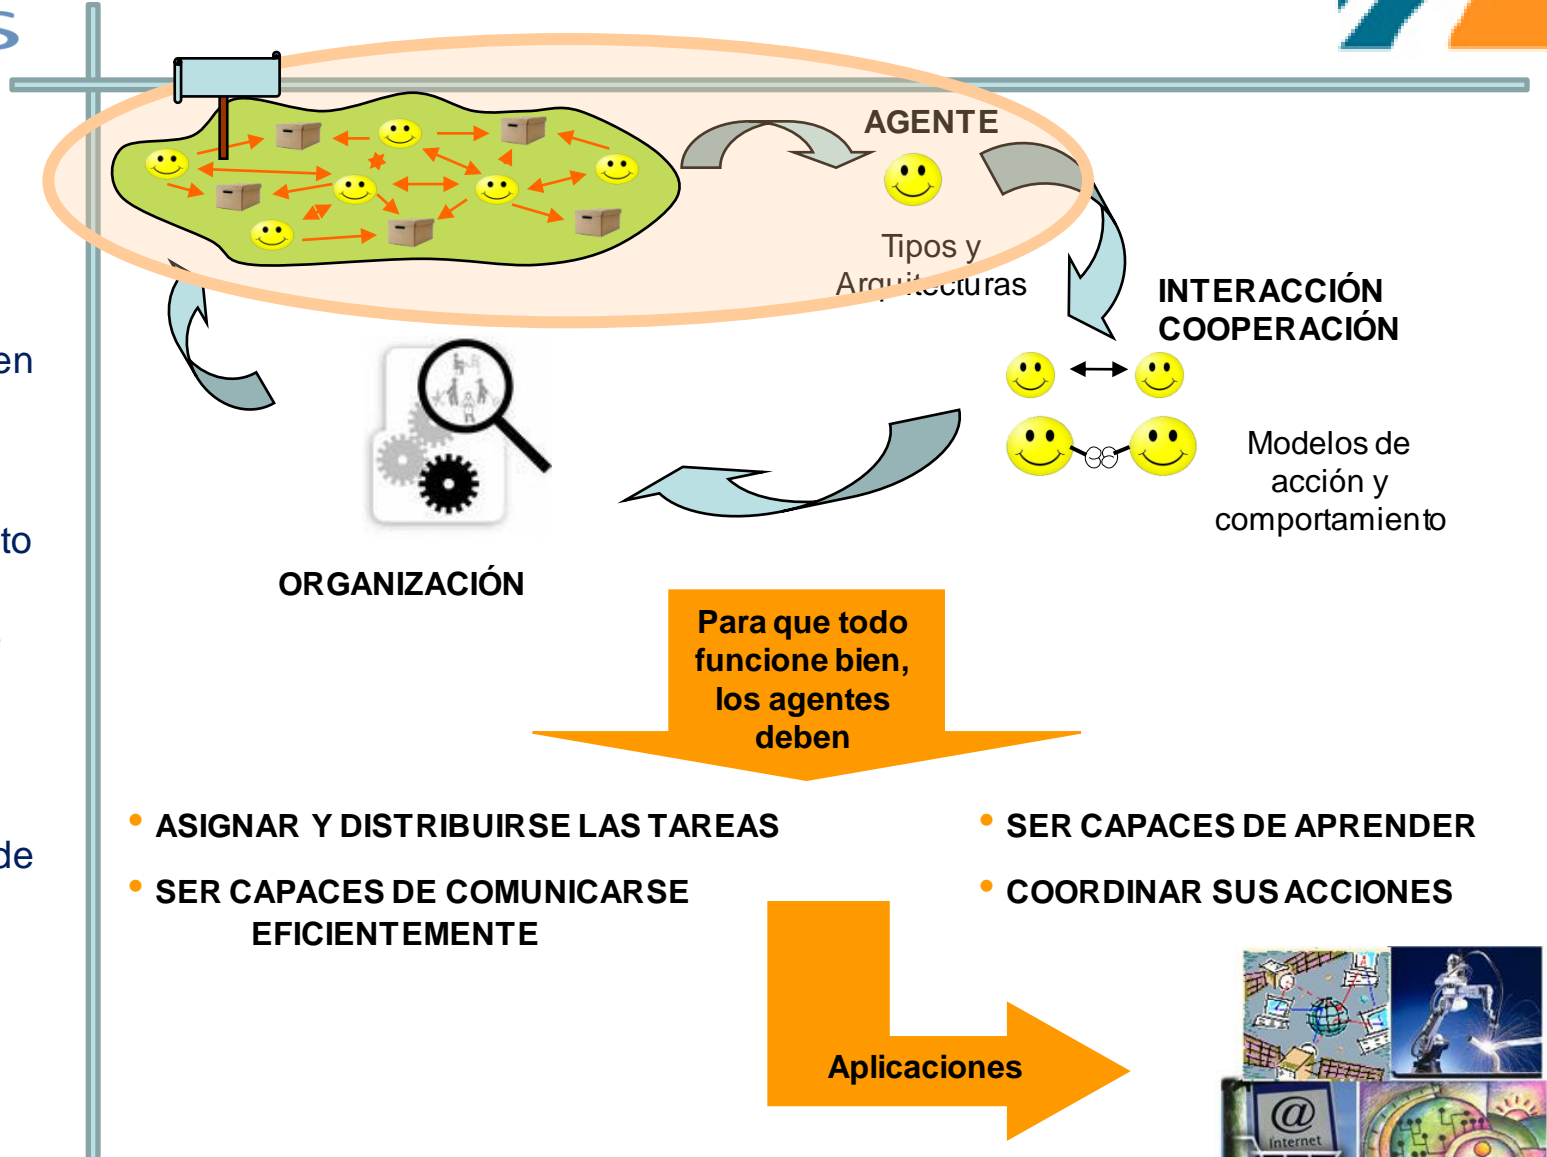 s
AGENTE
Tipos y
Arquitecturas
INTERACCIÓN
COOPERACIÓN
en
Modelos de
acción y
comportamiento
to
ORGANIZACIÓN
Para que todo
funcione bien,
los agentes
deben
ASIGNAR Y DISTRIBUIRSE LAS TAREAS
SER CAPACES DE COMUNICARSE
EFICIENTEMENTE
SER CAPACES DE APRENDER
COORDINAR SUS ACCIONES
de
Aplicaciones
@
Internet